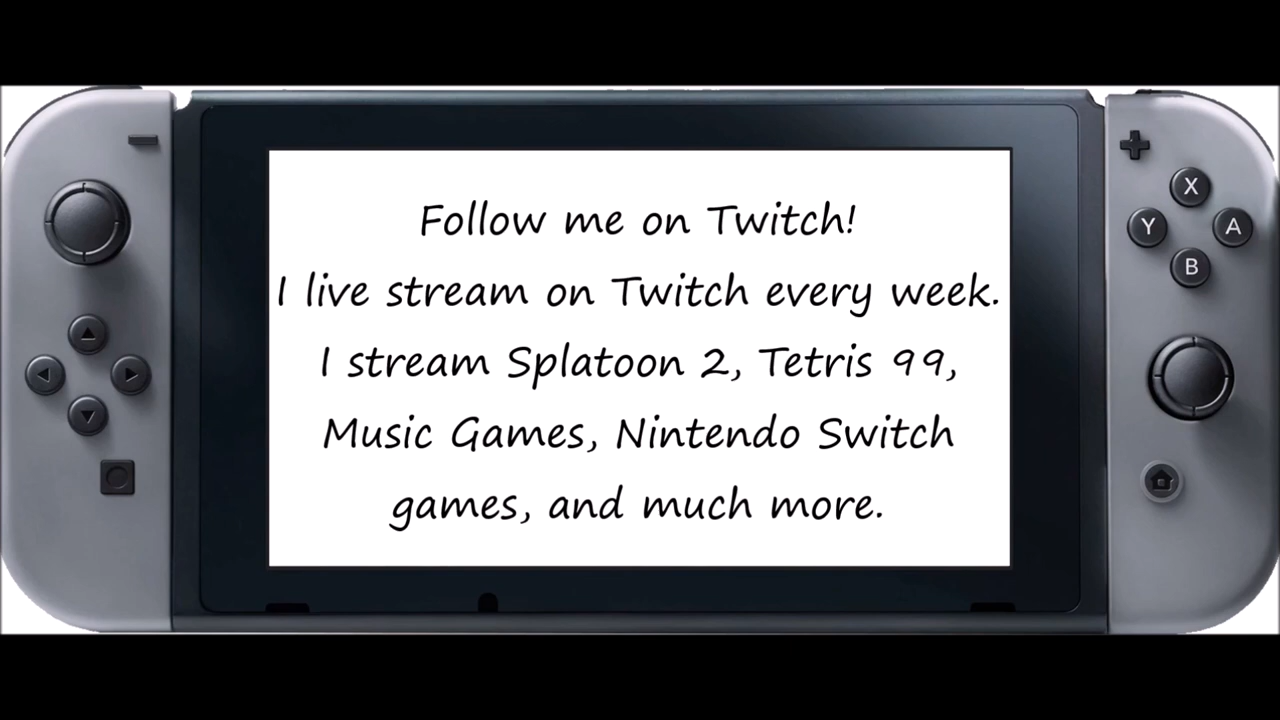 Follow me on Twitch!
I live stream on Twitch every week.
I stream Splatoon 2, Tetris 99,
Music Games, Nintendo Switch
games, and much more.
X
Y A
B